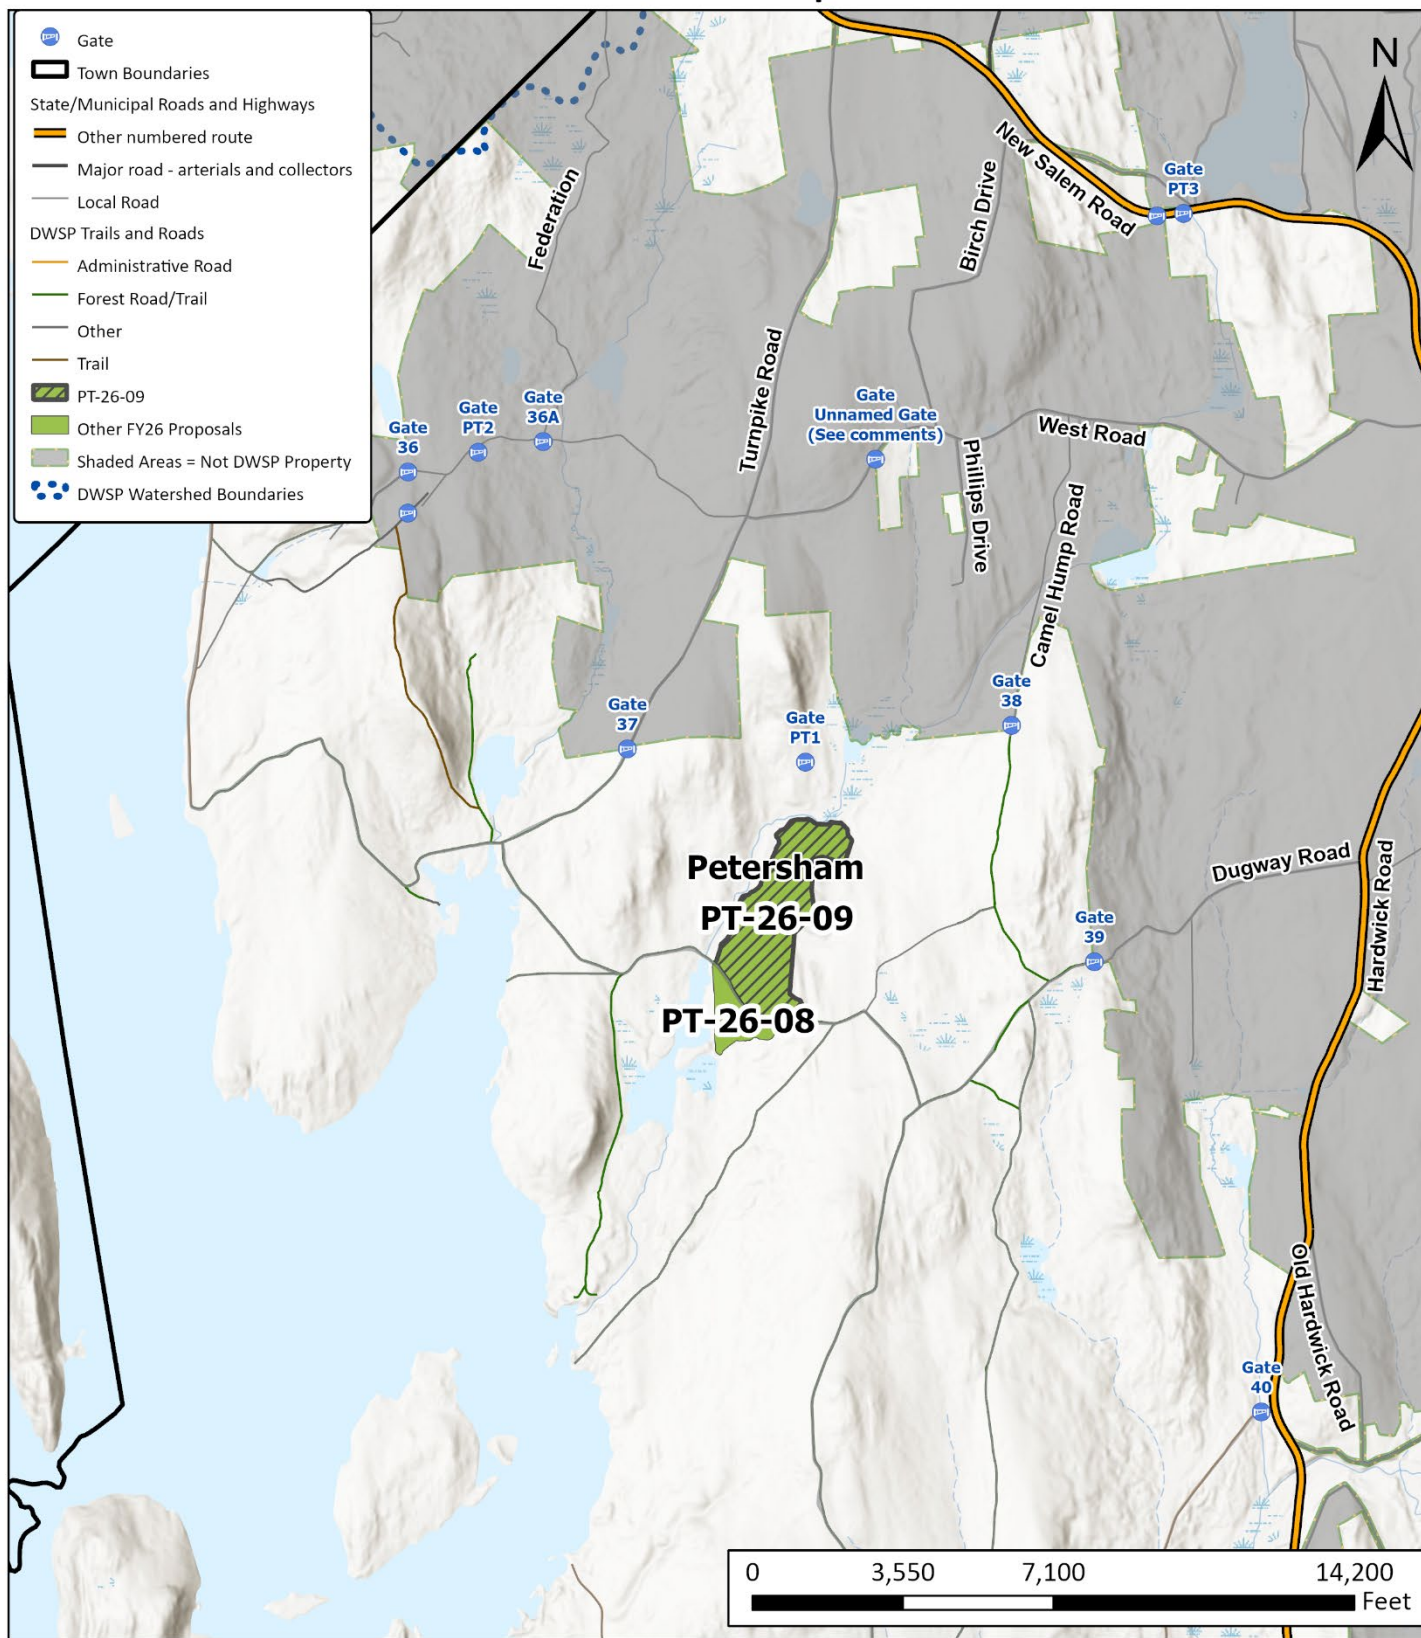 Gate
Town Boundaries
State/Municipal Roads and Highways
Other numbered route
Major road - arterials and collectors
Local Road
DWSP Trails and Roads
Administrative Road
Forest Road/Trail
Other
Trail
PT-26-09
Other FY26 Proposals
Shaded Areas = Not DWSP Property
DWSP Watershed Boundaries
N
New Salem Road
Gate
PT3
Federation
Birch Drive
Turnpike Road
Gate
36
Gate
PT2
Gate
36A
Gate
Unnamed Gate
(See comments)
West Road
Phillips Drive
Camel Hump Road
Gate
37
Gate
PT1
Gate
38
Petersham
PT-26-09
PT-26-08
Gate
39
Dugway Road
Hardwick Road
Old Hardwick Road
Gate
40
0 3,550 7,100 14,200
Feet